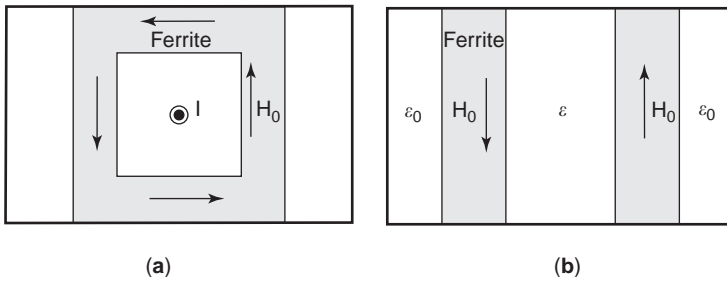 Ferrite
I
H₀
(a)
Ferrite
ε₀
H₀
ε
H₀
ε₀
(b)